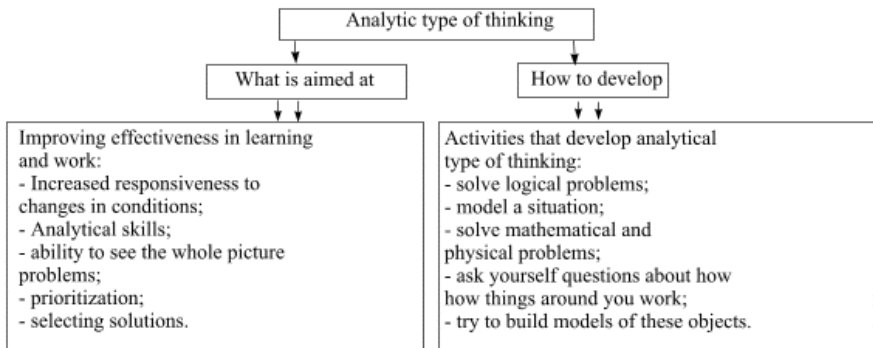 Analytic type of thinking
What is aimed at
How to develop
Improving effectiveness in learning
and work:
- Increased responsiveness to
changes in conditions;
- Analytical skills;
- ability to see the whole picture
problems;
- prioritization;
- selecting solutions.
Activities that develop analytical
type of thinking:
- solve logical problems;
- model a situation;
- solve mathematical and
physical problems;
- ask yourself questions about how
how things around you work;
- try to build models of these objects.